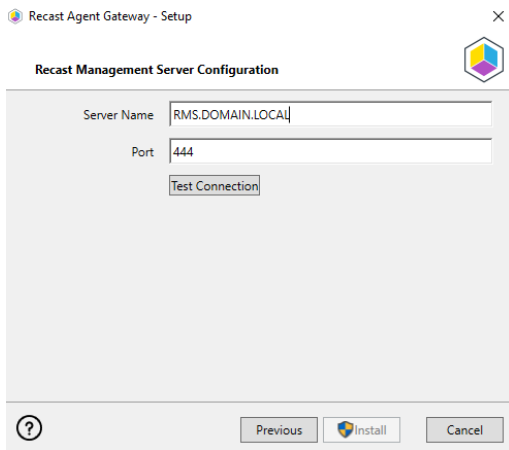 Recast Agent Gateway - Setup
Recast Management Server Configuration
Server Name RMS.DOMAIN.LOCAL
Port 444
Test Connection
? Previous Install Cancel